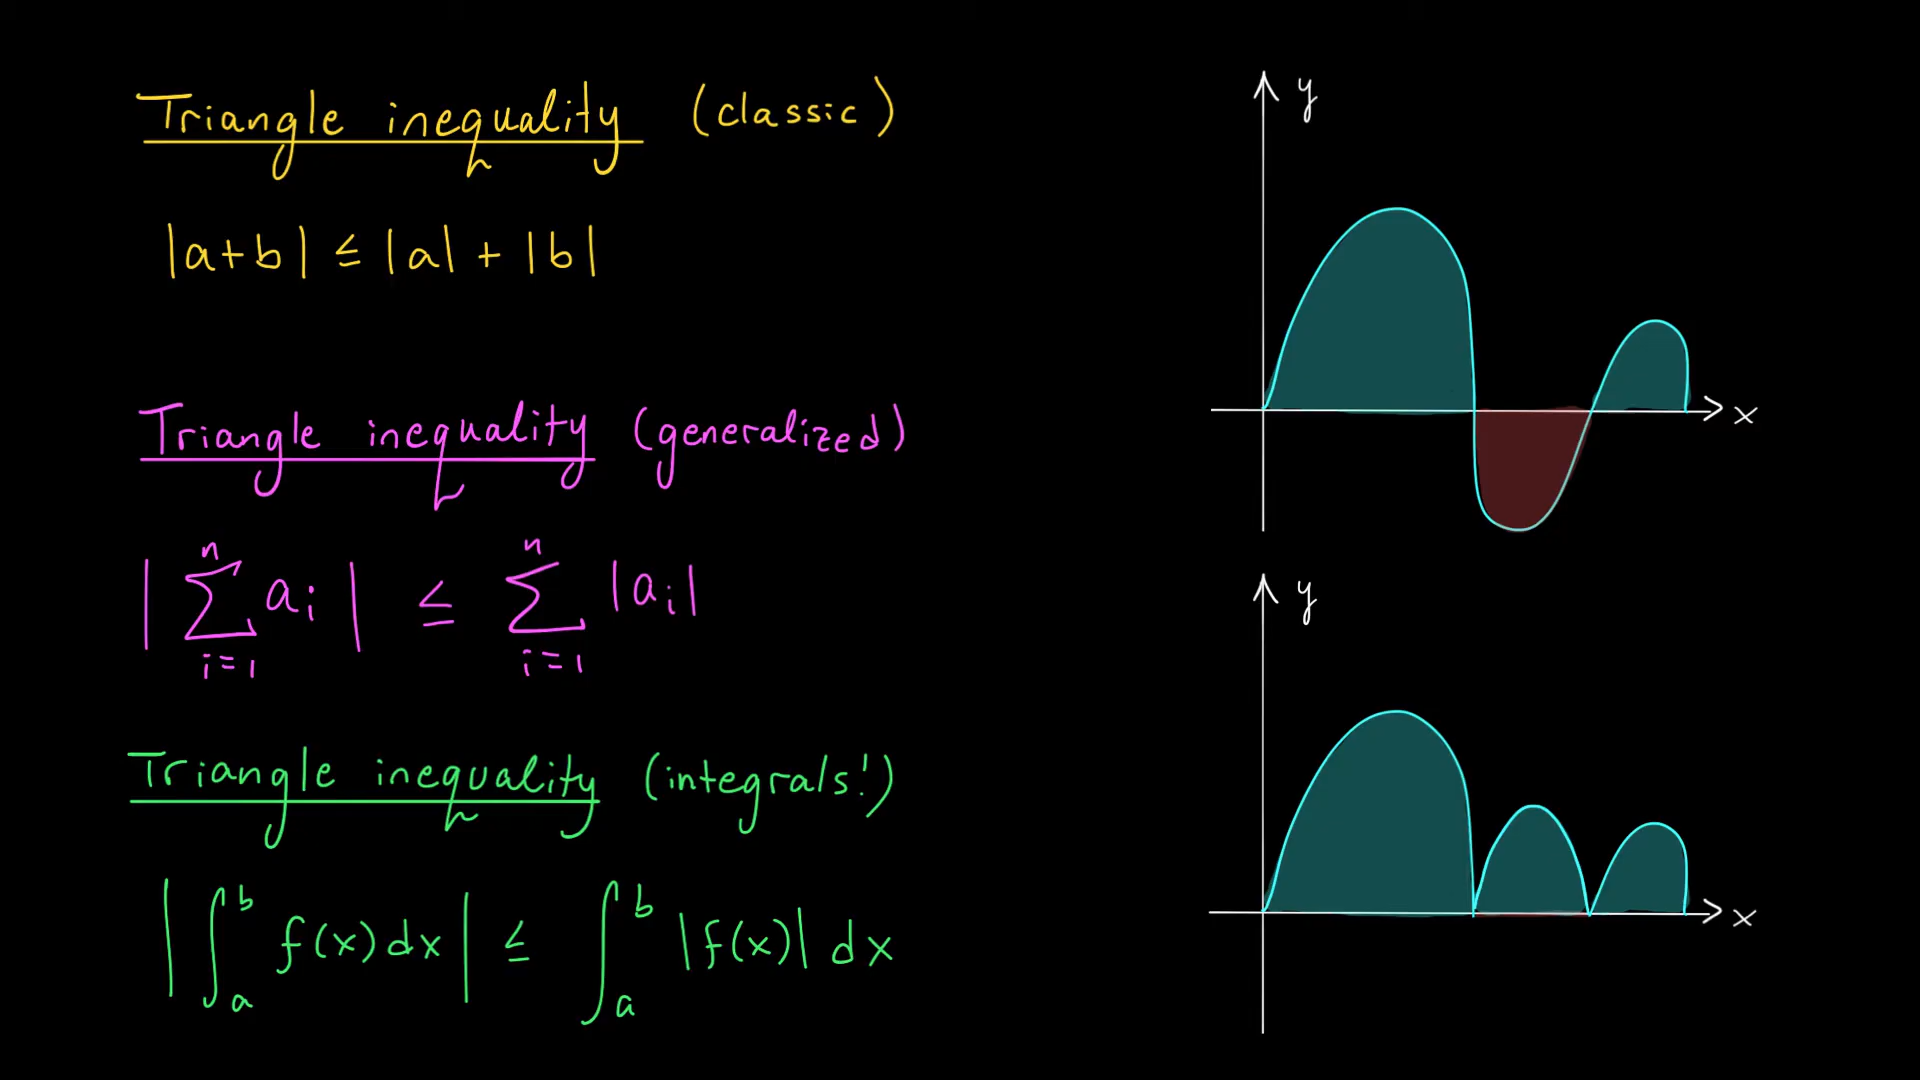 Triangle inequality (classic)
|a+b| ≤ |a| + |b|
Triangle inequality (generalized)
|∑_{i=1}^{n} a_i| ≤ ∑_{i=1}^{n} |a_i|
Triangle inequality (integrals!)
|∫_a^b f(x) dx| ≤ ∫_a^b |f(x)| dx
y
x
y
x